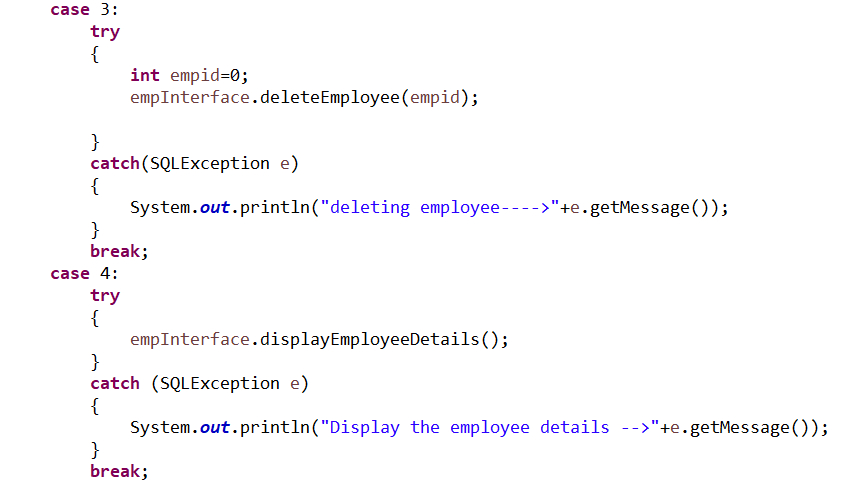 case 3:
try
{
int empid=0;
empInterface.deleteEmployee(empid);
}
catch(SQLException e)
{
System.out.println("deleting employee---->"+e.getMessage());
}
break;
case 4:
try
{
empInterface.displayEmployeeDetails();
}
catch (SQLException e)
{
System.out.println("Display the employee details -->"+e.getMessage());
}
break;